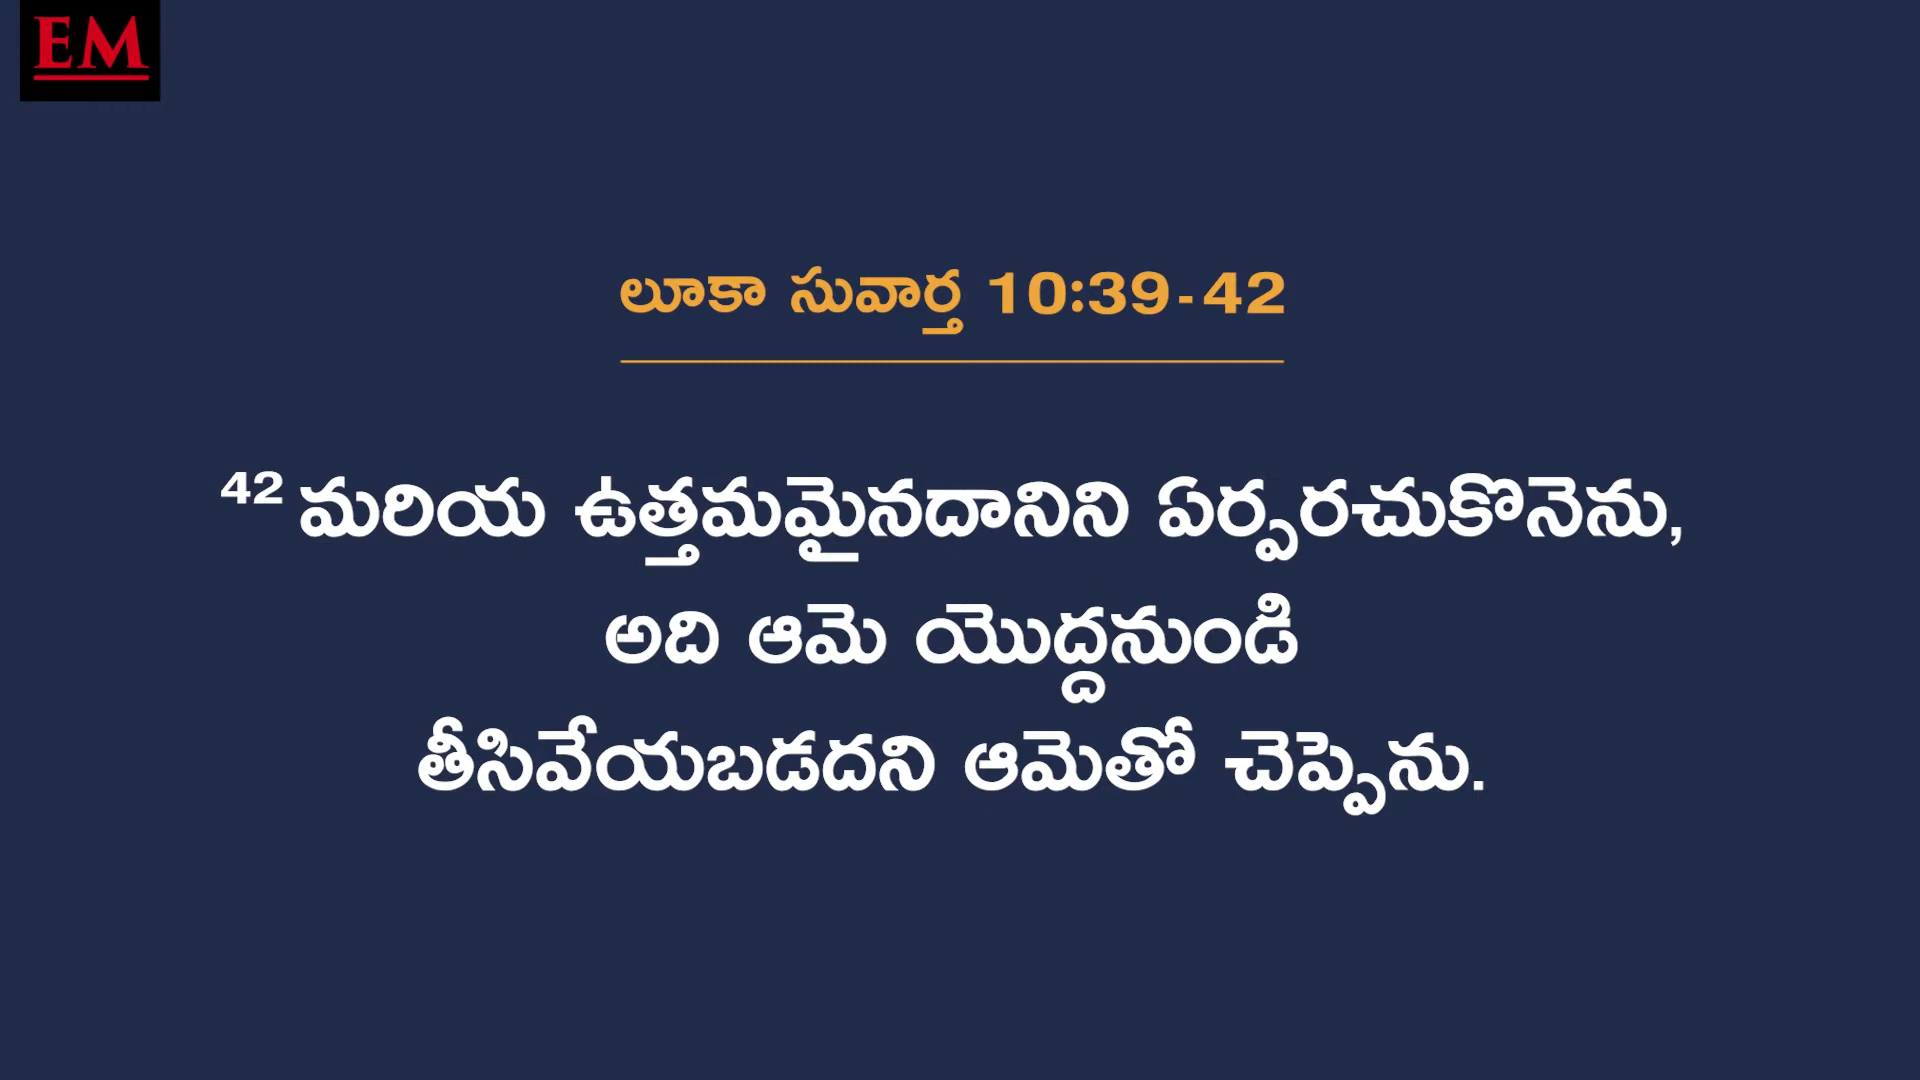 EM
లూకా సువార్త 10:39-42
42 మరియ ఉత్తమమైనదానిని ఏర్పరచుకొనెను,
అది ఆమె యొద్దనుండి
తీసివేయబడదని ఆమెతో చెప్పెను.